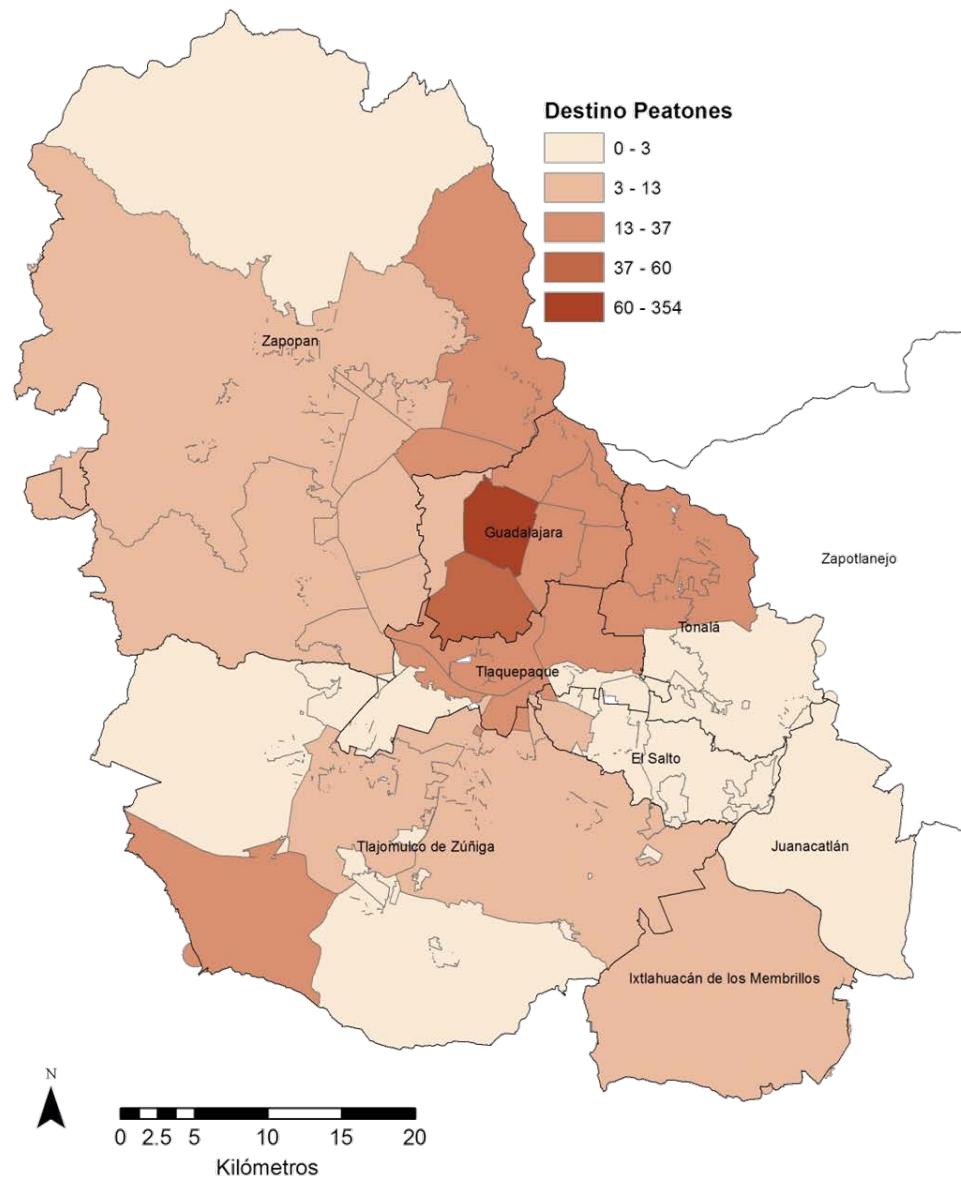 Destino Peatones
0 - 3
3 - 13
13 - 37
37 - 60
60 - 354
Zapopan
Guadalajara
Zapotlanejo
Tonalá
Tlaquepaque
El Salto
Tlajomulco de Zúñiga
Juanacatlán
Ixtlahuacán de los Membrillos
N
0 2.5 5 10 15 20
Kilómetros